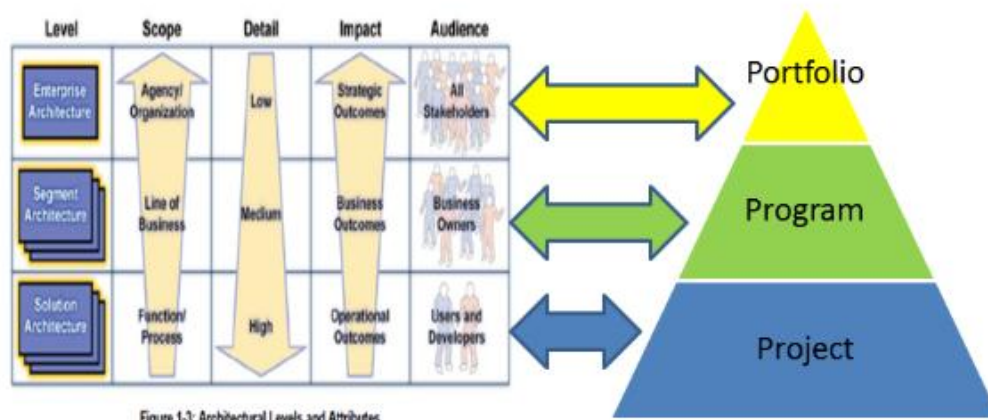 Level Scope Detail Impact Audience
Enterprise
Architecture
Agency/
Organization
Low
Strategic
Outcomes
All
Stakeholders
Portfolio
Segment
Architecture
Line of
Business
Medium
Business
Outcomes
Business
Owners
Program
Solution
Architecture
Function/
Process
High
Operational
Outcomes
Users and
Developers
Project
Figure 1-3: Architectural Levels and Attributes